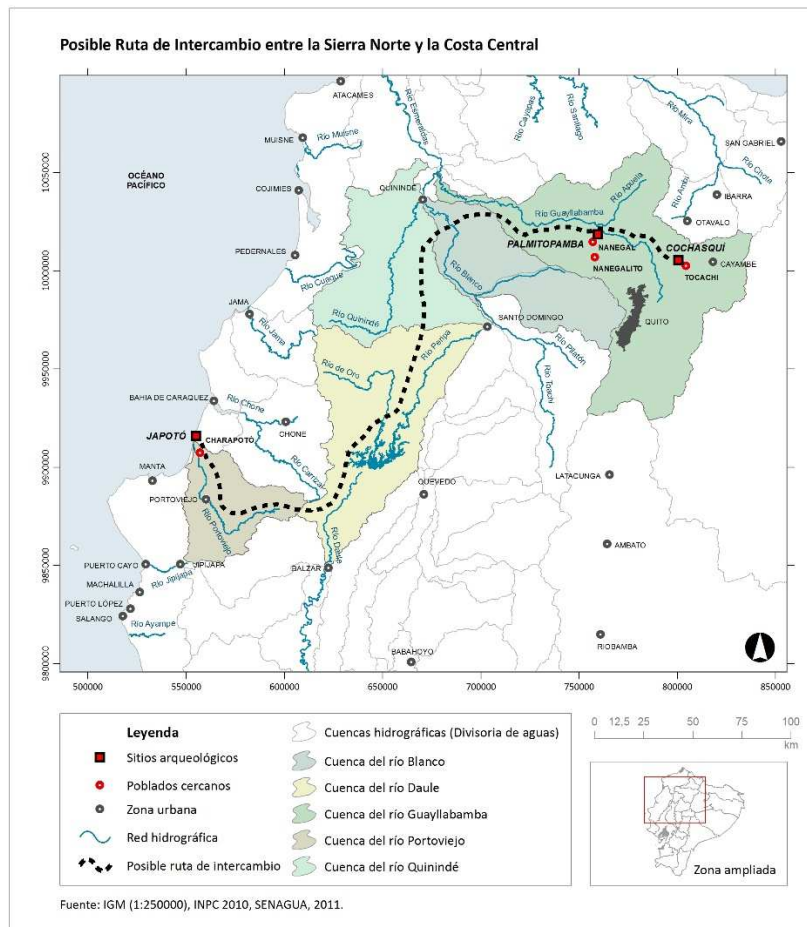 Posible Ruta de Intercambio entre la Sierra Norte y la Costa Central
ATACAMES
Río Esmeraldas
Río Cayapas
Río Santiago
Río Mira
SAN GABRIEL
MUISNE
Río Muisne
OCÉANO
PACÍFICO
Río Chota
COJIMIES
QUININDÉ
Río Apuela
Río Ambi
IBARRA
Río Guayllabamba
OTAVALO
PEDERNALES
PALMITOPAMBA
NANEGAL
COCHASQUÍ
CAYAMBE
NANEGALITO
TOCACHI
Río Cuaque
Río Blanco
JAMA
Río Jama
Río Quinindé
SANTO DOMINGO
QUITO
Río Peripa
Río Pilatón
Río de Oro
Río Toachi
BAHIA DE CARAQUEZ
Río Chone
CHONE
JAPOTÓ
CHARAPOTÓ
Río Carrizal
MANTA
PORTOVIEJO
QUEVEDO
LATACUNGA
Río Portoviejo
Río Daule
AMBATO
PUERTO CAYO
JIPIJAPA
BALZAR
Río Jipijapa
MACHALILLA
PUERTO LÓPEZ
SALANGO
Río Ayampe
RIOBAMBA
BABAHOYO
10050000
10000000
9950000
9900000
9850000
9800000
500000 550000 600000 650000 700000 750000 800000 850000
Leyenda
Sitios arqueológicos
Poblados cercanos
Zona urbana
Red hidrográfica
Posible ruta de intercambio
Cuencas hidrográficas (Divisoria de aguas)
Cuenca del río Blanco
Cuenca del río Daule
Cuenca del río Guayllabamba
Cuenca del río Portoviejo
Cuenca del río Quinindé
0 12,5 25 50 75 100
km
Zona ampliada
Fuente: IGM (1:250000), INPC 2010, SENAGUA, 2011.